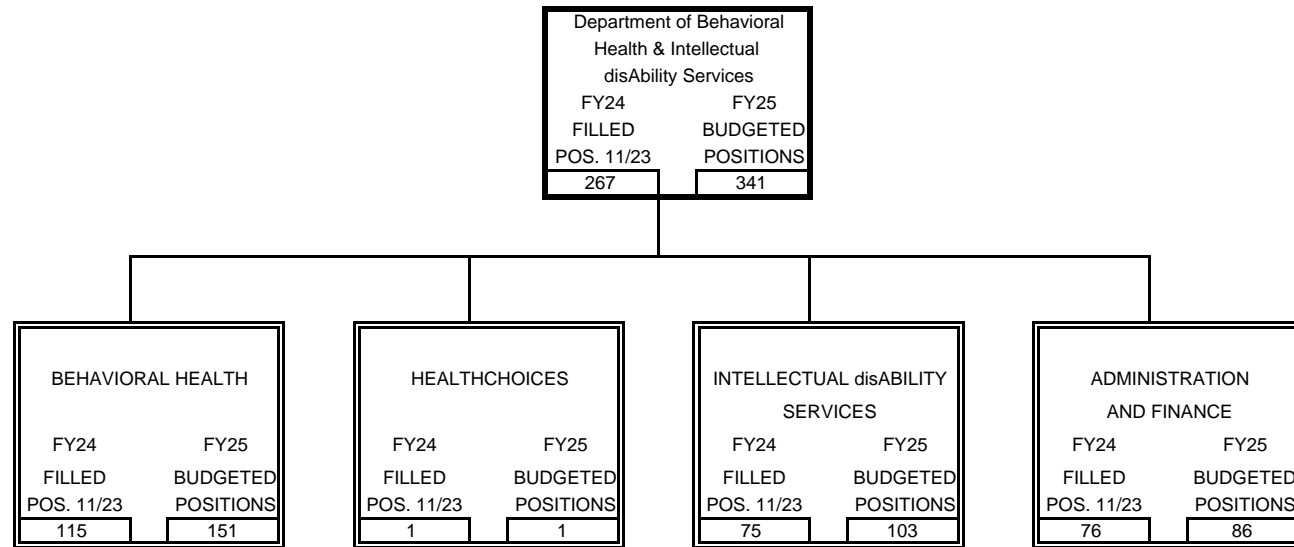 Department of Behavioral
Health & Intellectual
disAbility Services
FY24 FY25
FILLED BUDGETED
POS. 11/23 POSITIONS
267 341
BEHAVIORAL HEALTH
FY24 FY25
FILLED BUDGETED
POS. 11/23 POSITIONS
115 151
HEALTHCHOICES
FY24 FY25
FILLED BUDGETED
POS. 11/23 POSITIONS
1 1
INTELLECTUAL disABILITY
SERVICES
FY24 FY25
FILLED BUDGETED
POS. 11/23 POSITIONS
75 103
ADMINISTRATION
AND FINANCE
FY24 FY25
FILLED BUDGETED
POS. 11/23 POSITIONS
76 86